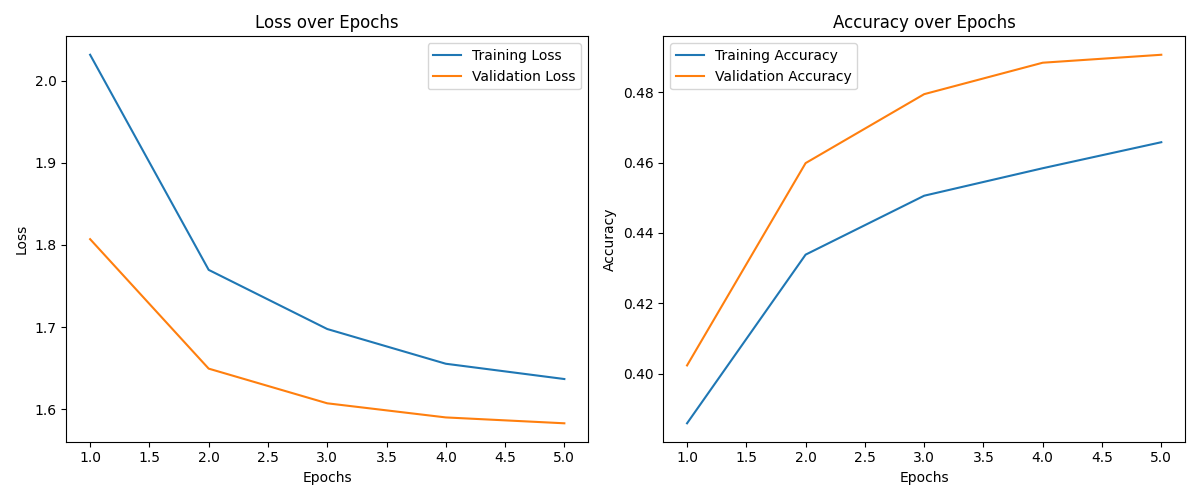 Loss over Epochs
Training Loss
Validation Loss
2.0
1.9
1.8
1.7
1.6
Loss
1.0 1.5 2.0 2.5 3.0 3.5 4.0 4.5 5.0
Epochs
Accuracy over Epochs
Training Accuracy
Validation Accuracy
0.48
0.46
0.44
0.42
0.40
Accuracy
1.0 1.5 2.0 2.5 3.0 3.5 4.0 4.5 5.0
Epochs